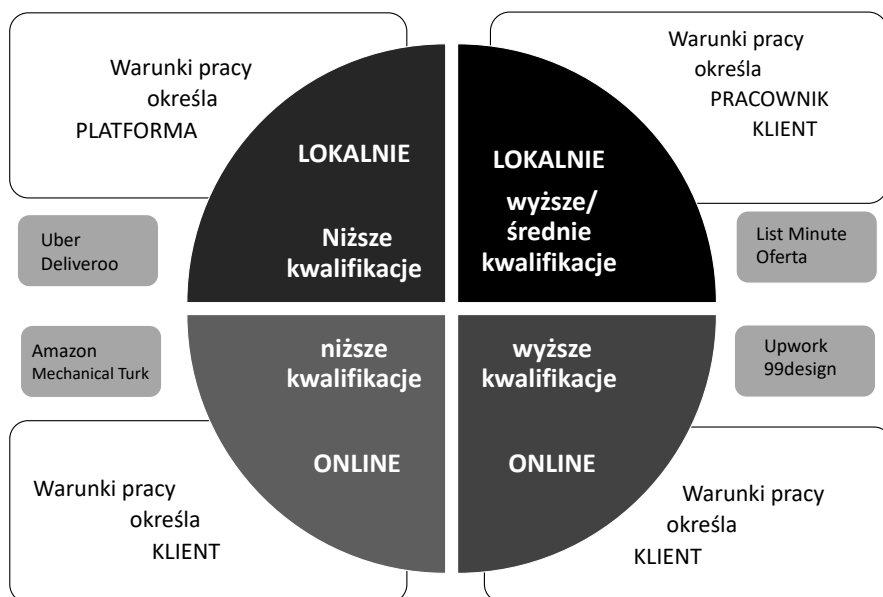 Warunki pracy
określa
PLATFORMA
Warunki pracy
określa
PRACOWNIK
KLIENT
LOKALNIE
Niższe
kwalifikacje
LOKALNIE
wyższe/
średnie
kwalifikacje
Uber
Deliveroo
List Minute
Oferta
Amazon
Mechanical Turk
niższe
kwalifikacje
ONLINE
wyższe
kwalifikacje
ONLINE
Upwork
99design
Warunki pracy
określa
KLIENT
Warunki pracy
określa
KLIENT